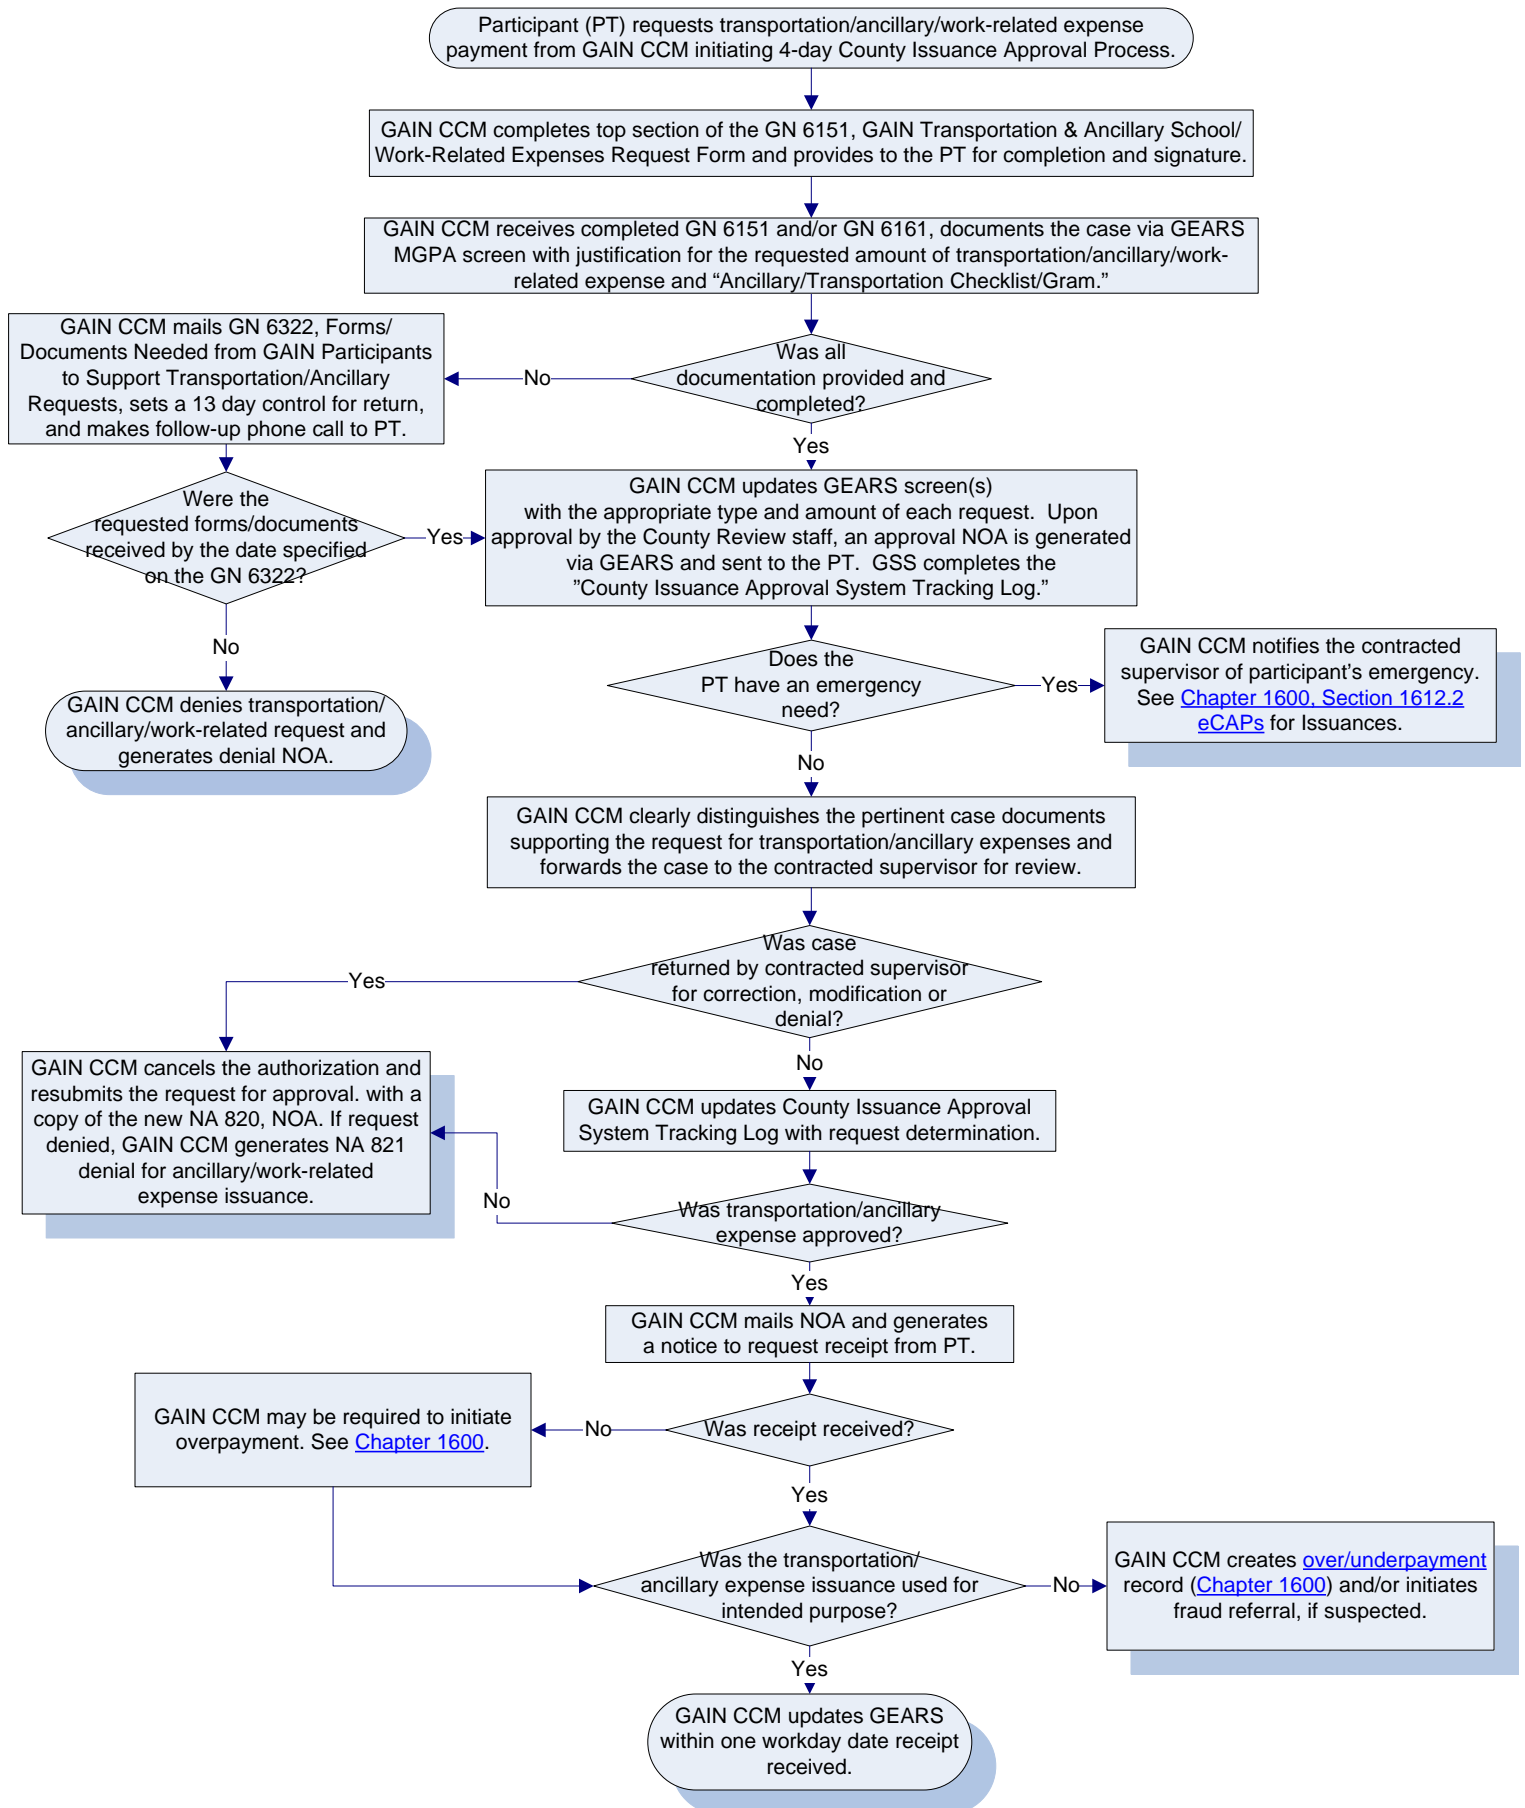 Participant (PT) requests transportation/ancillary/work-related expense
payment from GAIN CCM initiating 4-day County Issuance Approval Process.
GAIN CCM completes top section of the GN 6151, GAIN Transportation & Ancillary School/
Work-Related Expenses Request Form and provides to the PT for completion and signature.
GAIN CCM receives completed GN 6151 and/or GN 6161, documents the case via GEARS
MGPA screen with justification for the requested amount of transportation/ancillary/work-
related expense and “Ancillary/Transportation Checklist/Gram.”
Was all
documentation provided and
completed?
No
GAIN CCM mails GN 6322, Forms/
Documents Needed from GAIN Participants
to Support Transportation/Ancillary
Requests, sets a 13 day control for return,
and makes follow-up phone call to PT.
Yes
Were the
requested forms/documents
received by the date specified
on the GN 6322?
Yes
GAIN CCM updates GEARS screen(s)
with the appropriate type and amount of each request.  Upon
approval by the County Review staff, an approval NOA is generated
via GEARS and sent to the PT.  GSS completes the
”County Issuance Approval System Tracking Log.”
No
GAIN CCM denies transportation/
ancillary/work-related request and
generates denial NOA.
Does the
PT have an emergency
need?
Yes
GAIN CCM notifies the contracted
supervisor of participant's emergency.
See Chapter 1600, Section 1612.2
eCAPs for Issuances.
No
GAIN CCM clearly distinguishes the pertinent case documents
supporting the request for transportation/ancillary expenses and
forwards the case to the contracted supervisor for review.
Was case
returned by contracted supervisor
for correction, modification or
denial?
Yes
GAIN CCM cancels the authorization and
resubmits the request for approval. with a
copy of the new NA 820, NOA. If request
denied, GAIN CCM generates NA 821
denial for ancillary/work-related
expense issuance.
No
GAIN CCM updates County Issuance Approval
System Tracking Log with request determination.
Was transportation/ancillary
expense approved?
No
Yes
GAIN CCM mails NOA and generates
a notice to request receipt from PT.
Was receipt received?
No
GAIN CCM may be required to initiate
overpayment. See Chapter 1600.
Yes
Was the transportation/
ancillary expense issuance used for
intended purpose?
No
GAIN CCM creates over/underpayment
record (Chapter 1600) and/or initiates
fraud referral, if suspected.
Yes
GAIN CCM updates GEARS
within one workday date receipt
received.